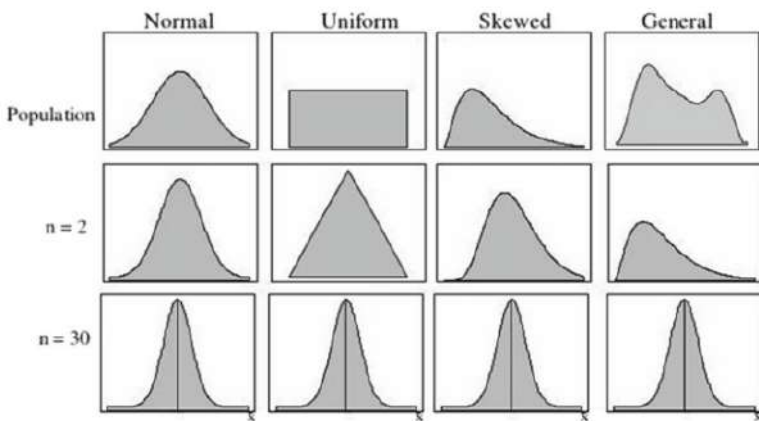 Normal Uniform Skewed General
Population
n = 2
n = 30
x x x x